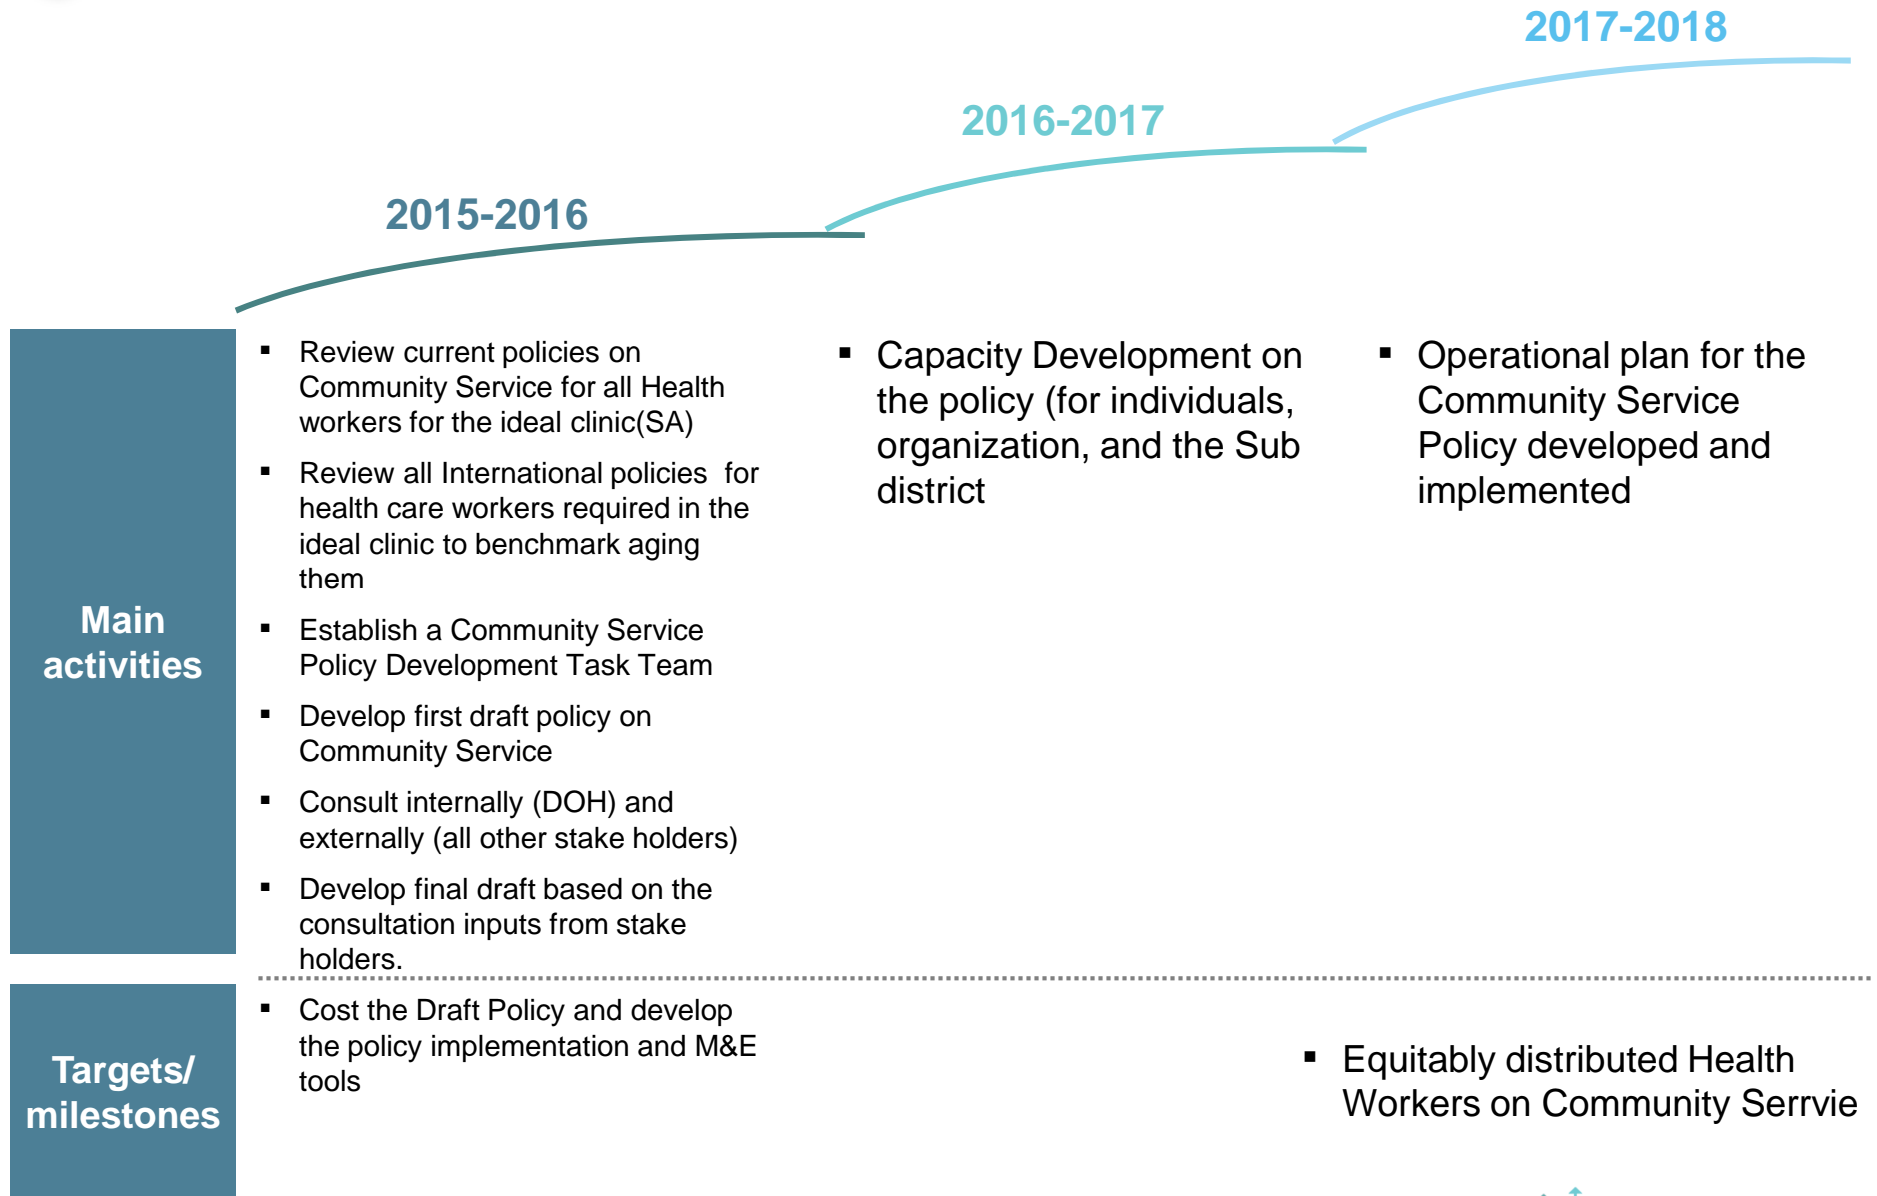 2017-2018
2016-2017
2015-2016
Main
activities
▪ Review current policies on
Community Service for all Health
workers for the ideal clinic(SA)
▪ Review all International policies  for
health care workers required in the
ideal clinic to benchmark aging
them
▪ Establish a Community Service
Policy Development Task Team
▪ Develop first draft policy on
Community Service
▪ Consult internally (DOH) and
externally (all other stake holders)
▪ Develop final draft based on the
consultation inputs from stake
holders.
▪ Capacity Development on
the policy (for individuals,
organization, and the Sub
district
▪ Operational plan for the
Community Service
Policy developed and
implemented
Targets/
milestones
▪ Cost the Draft Policy and develop
the policy implementation and M&E
tools
▪ Equitably distributed Health
Workers on Community Serrvie